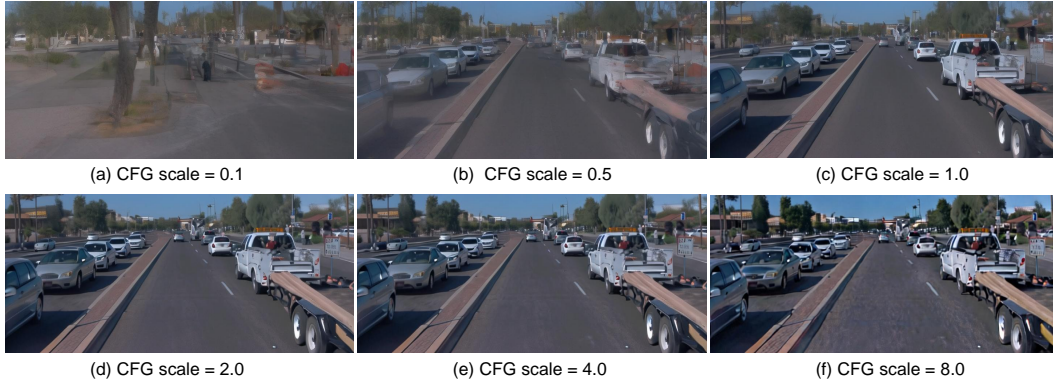 (a) CFG scale = 0.1
(b) CFG scale = 0.5
(c) CFG scale = 1.0
(d) CFG scale = 2.0
(e) CFG scale = 4.0
(f) CFG scale = 8.0